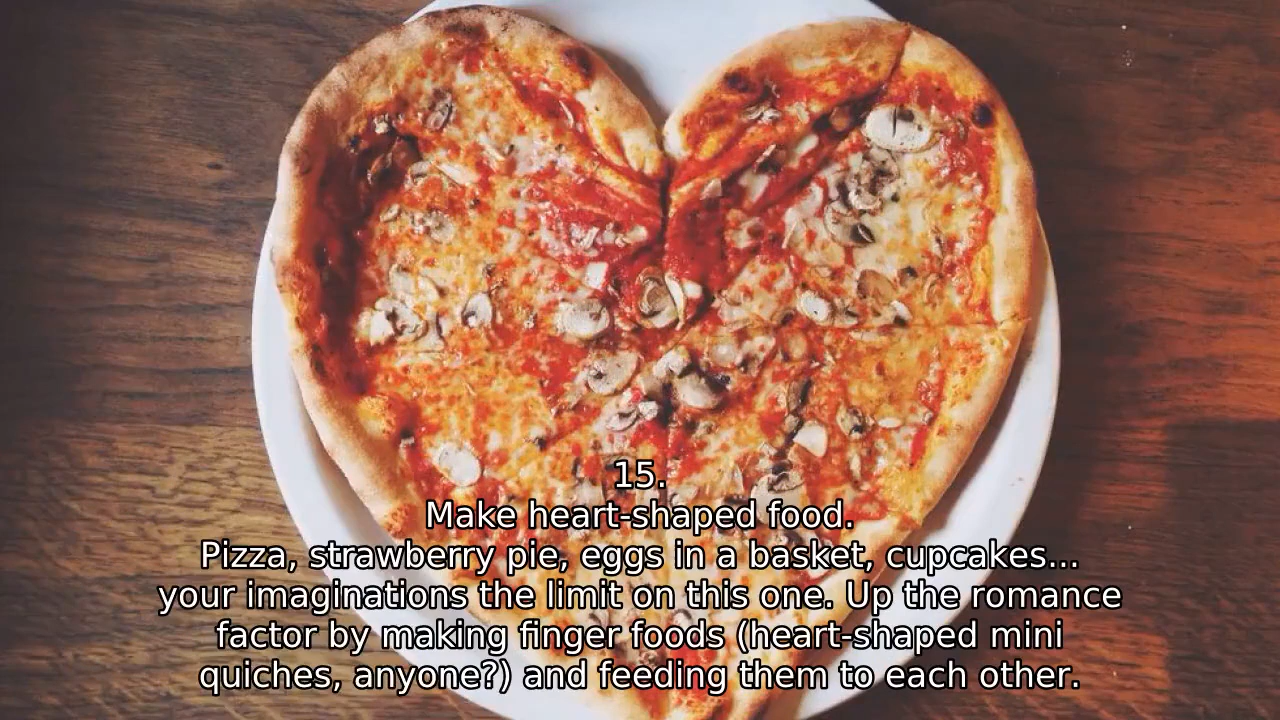 15.
Make heart-shaped food.
Pizza, strawberry pie, eggs in a basket, cupcakes...
your imaginations the limit on this one. Up the romance
factor by making finger foods (heart-shaped mini
quiches, anyone?) and feeding them to each other.